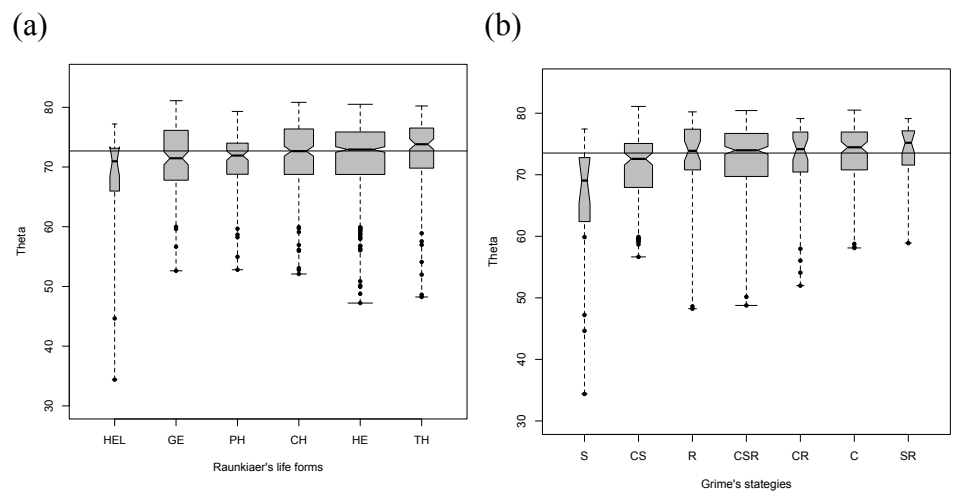 (a)
(b)
Theta
80
70
60
50
40
30
HEL GE PH CH HE TH
Raunkiaer's life forms
Theta
80
70
60
50
40
30
S CS R CSR CR C SR
Grime's stategies